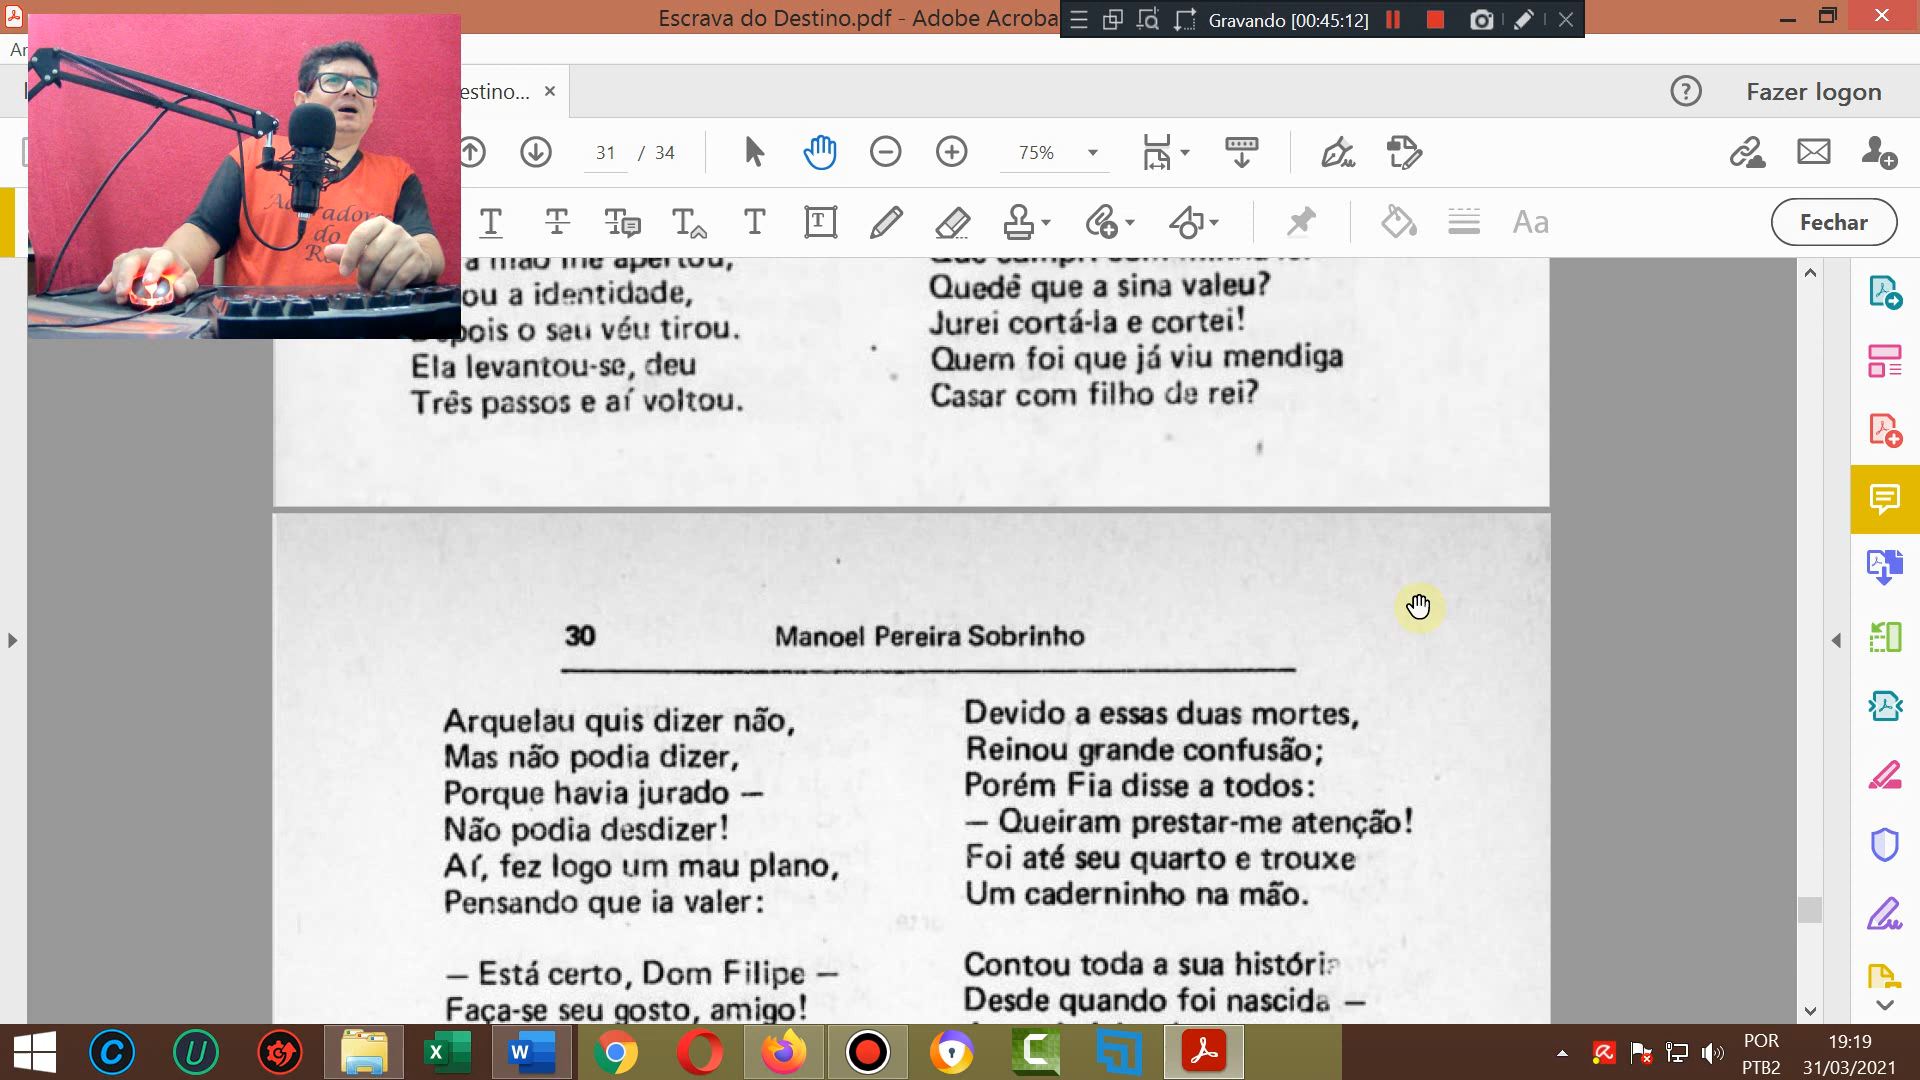 Escrava do Destino.pdf - Adobe Acroba
Gravando [00:45:12]
estino...
Fazer logon
31 / 34
75%
Aa
Fechar
a mão lhe apertou,
ou a identidade,
o seu véu tirou.
Ela levantou-se, deu
Três passos e aí voltou.
Quedê que a sina valeu?
Jurei cortá-la e cortei!
Quem foi que já viu mendiga
Casar com filho de rei?
30 Manoel Pereira Sobrinho
Arquelau quis dizer não,
Mas não podia dizer,
Porque havia jurado —
Não podia desdizer!
Aí, fez logo um mau plano,
Pensando que ia valer:
— Está certo, Dom Filipe —
Faça-se seu gosto, amigo!
Devido a essas duas mortes,
Reinou grande confusão;
Porém Fia disse a todos:
— Queiram prestar-me atenção!
Foi até seu quarto e trouxe
Um caderninho na mão.
Contou toda a sua história
Desde quando foi nascida —
POR
PTB2
19:19
31/03/2021